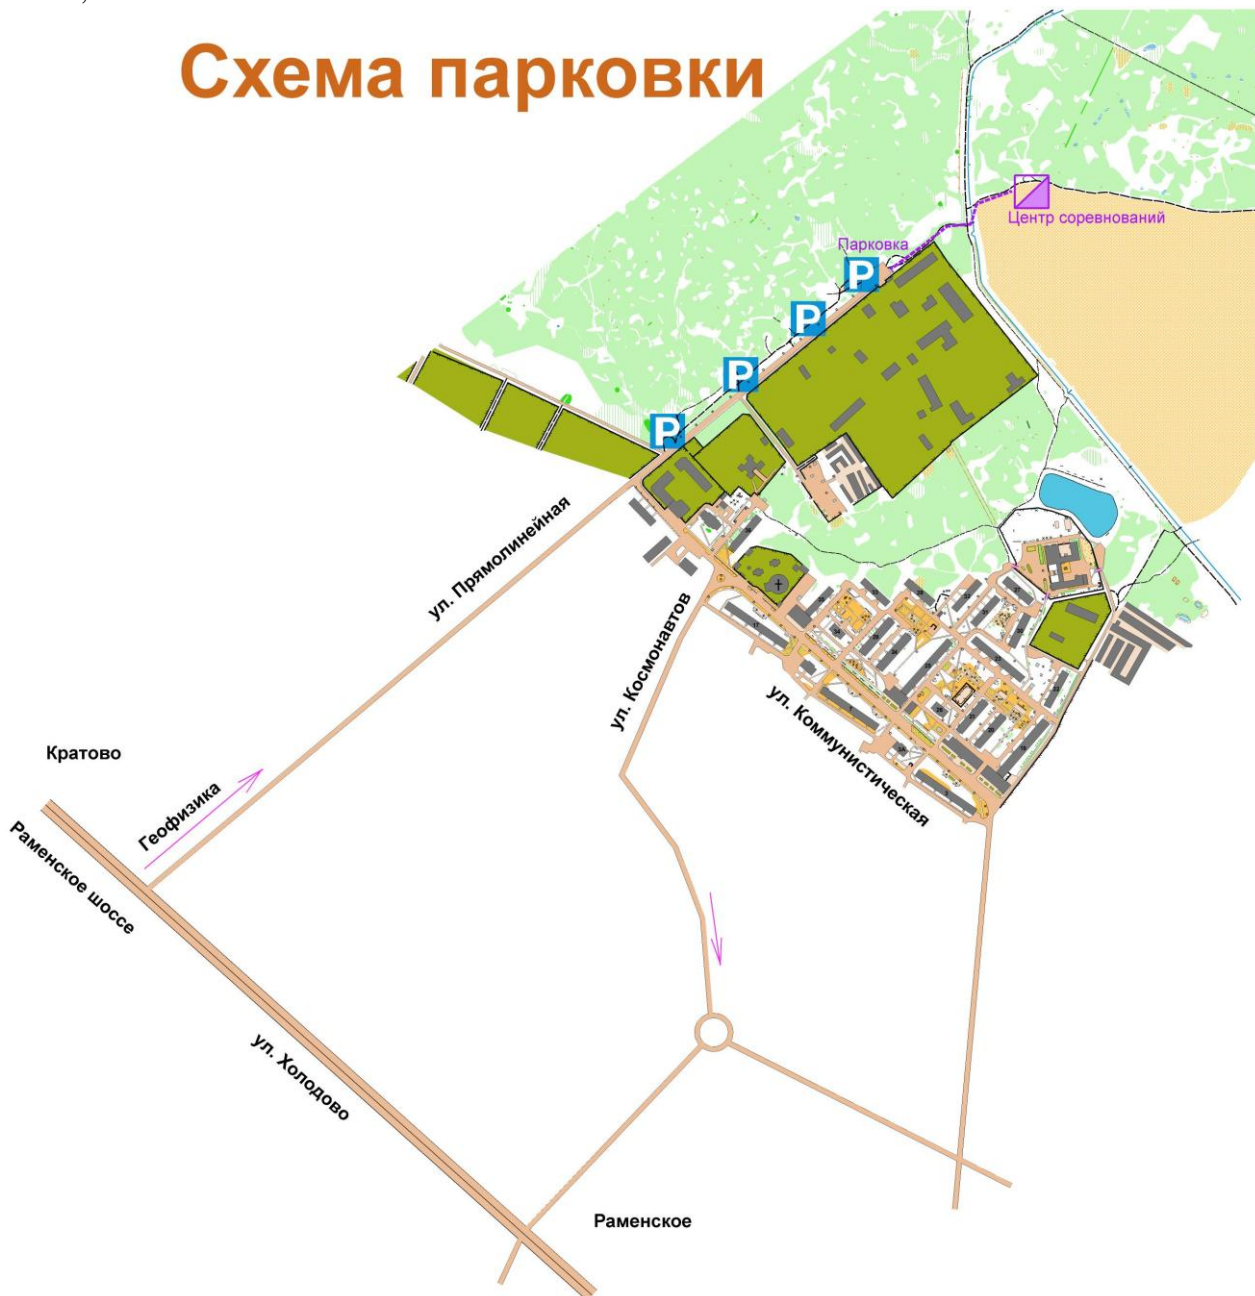 Схема парковки
Центр соревнований
Парковка
P
P
P
P
ул. Прямолинейная
ул. Космонавтов
ул. Коммунистическая
Кратово
Геофизика
Раменское шоссе
ул. Холодово
Раменское